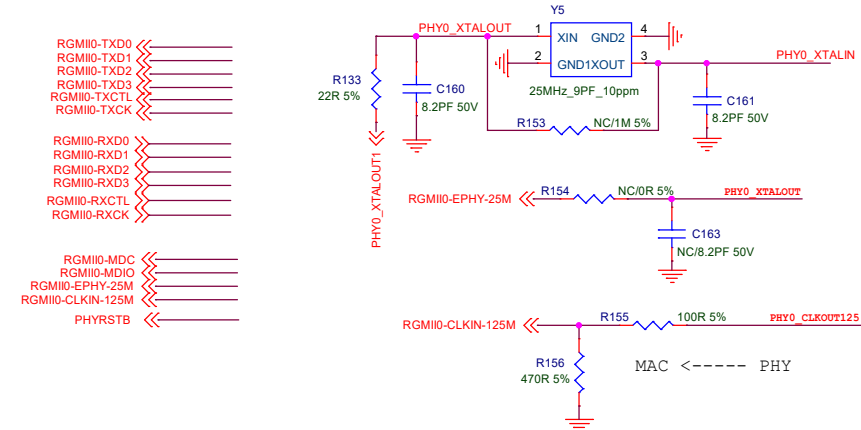 RGMII0-TXD0
RGMII0-TXD1
RGMII0-TXD2
RGMII0-TXD3
RGMII0-TXCTL
RGMII0-TXCK
RGMII0-RXD0
RGMII0-RXD1
RGMII0-RXD2
RGMII0-RXD3
RGMII0-RXCTL
RGMII0-RXCK
RGMII0-MDC
RGMII0-MDIO
RGMII0-EPHY-25M
RGMII0-CLKIN-125M
PHYRSTB
Y5
PHY0_XTALOUT
1
XIN
GND2
4
2
GND1
XOUT
3
PHY0_XTALIN
25MHz_9PF_10ppm
R133
22R 5%
C160
8.2PF 50V
C161
8.2PF 50V
R153
NC/1M 5%
PHY0_XTALOUT1
RGMII0-EPHY-25M
R154
NC/0R 5%
PHY0_XTALOUT
C163
NC/8.2PF 50V
RGMII0-CLKIN-125M
R155
100R 5%
PHY0_CLKOUT125
R156
470R 5%
MAC <----- PHY